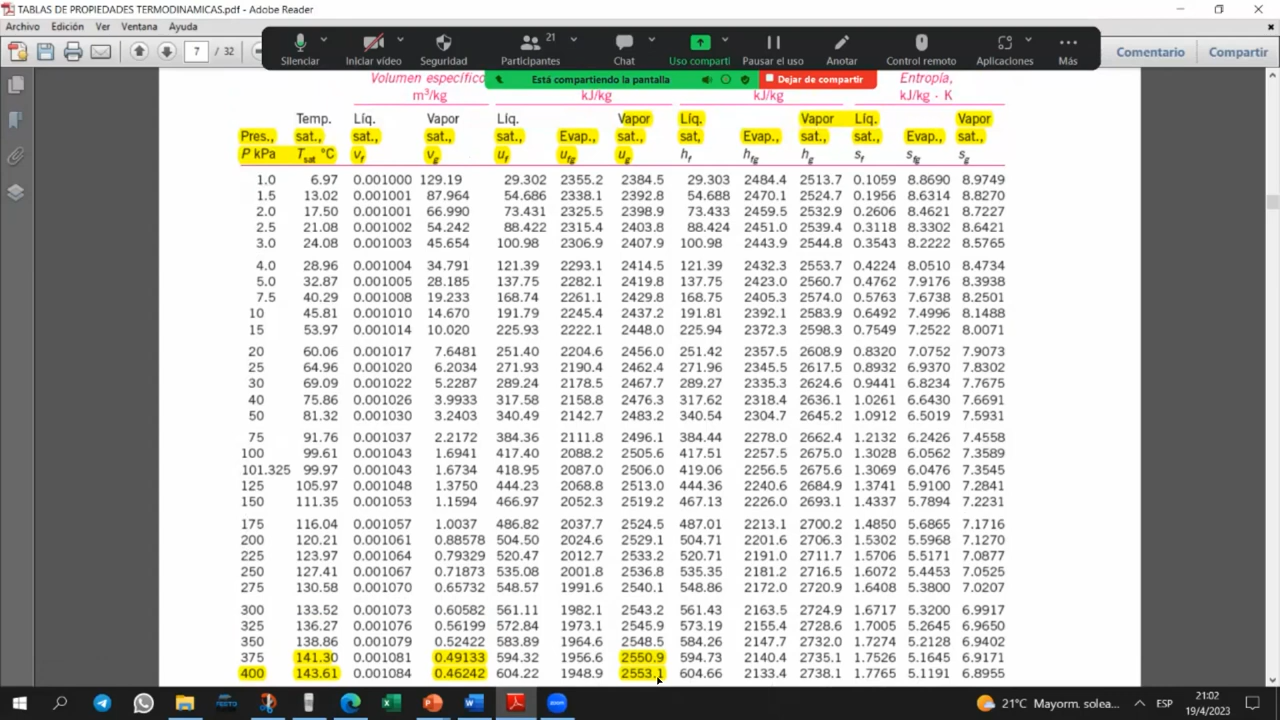 TABLAS DE PROPIEDADES TERMODINAMICAS.pdf - Adobe Reader
Archivo Edición Ver Ventana Ayuda
7 / 32
Silenciar Iniciar vídeo Seguridad Participantes 21 Chat Uso comparti Pausar el uso Anotar Control remoto Aplicaciones Más
Comentario Compartir
Está compartiendo la pantalla Dejar de compartir
Volumen específico Entropía,
m³/kg kJ/kg kJ/kg kJ/kg · K
Temp. Líq. Vapor Líq. Vapor Líq. Vapor Líq. Vapor
Pres., sat., sat., sat., sat., Evap., sat., sat, Evap., sat., sat., Evap., sat.,
P kPa Tsat °C vf vg uf ufg ug hf hfg hg sf sfg sg
1.0 6.97 0.001000 129.19 29.302 2355.2 2384.5 29.303 2484.4 2513.7 0.1059 8.8690 8.9749
1.5 13.02 0.001001 87.964 54.686 2338.1 2392.8 54.688 2470.1 2524.7 0.1956 8.6314 8.8270
2.0 17.50 0.001001 66.990 73.431 2325.5 2398.9 73.433 2459.5 2532.9 0.2606 8.4621 8.7227
2.5 21.08 0.001002 54.242 88.422 2315.4 2403.8 88.424 2451.0 2539.4 0.3118 8.3302 8.6421
3.0 24.08 0.001003 45.654 100.98 2306.9 2407.9 100.98 2443.9 2544.8 0.3543 8.2222 8.5765
4.0 28.96 0.001004 34.791 121.39 2293.1 2414.5 121.39 2432.3 2553.7 0.4224 8.0510 8.4734
5.0 32.87 0.001005 28.185 137.75 2282.1 2419.8 137.75 2423.0 2560.7 0.4762 7.9176 8.3938
7.5 40.29 0.001008 19.233 168.74 2261.1 2429.8 168.75 2405.3 2574.0 0.5763 7.6738 8.2501
10 45.81 0.001010 14.670 191.79 2245.4 2437.2 191.81 2392.1 2583.9 0.6492 7.4996 8.1488
15 53.97 0.001014 10.020 225.93 2222.1 2448.0 225.94 2372.3 2598.3 0.7549 7.2522 8.0071
20 60.06 0.001017 7.6481 251.40 2204.6 2456.0 251.42 2357.5 2608.9 0.8320 7.0752 7.9073
25 64.96 0.001020 6.2034 271.93 2190.4 2462.4 271.96 2345.5 2617.5 0.8932 6.9370 7.8302
30 69.09 0.001022 5.2287 289.24 2178.5 2467.7 289.27 2335.3 2624.6 0.9441 6.8234 7.7675
40 75.86 0.001026 3.9933 317.58 2158.8 2476.3 317.62 2318.4 2636.1 1.0261 6.6430 7.6691
50 81.32 0.001030 3.2403 340.49 2142.7 2483.2 340.54 2304.7 2645.2 1.0912 6.5019 7.5931
75 91.76 0.001037 2.2172 384.36 2111.8 2496.1 384.44 2278.0 2662.4 1.2132 6.2426 7.4558
100 99.61 0.001043 1.6941 417.40 2088.2 2505.6 417.51 2257.5 2675.0 1.3028 6.0562 7.3589
101.325 99.97 0.001043 1.6734 418.95 2087.0 2506.0 419.06 2256.5 2675.6 1.3069 6.0476 7.3545
125 105.97 0.001048 1.3750 444.23 2068.8 2513.0 444.36 2240.6 2684.9 1.3741 5.9100 7.2841
150 111.35 0.001053 1.1594 466.97 2052.3 2519.2 467.13 2226.0 2693.1 1.4337 5.7894 7.2231
175 116.04 0.001057 1.0037 486.82 2037.7 2524.5 487.01 2213.1 2700.2 1.4850 5.6865 7.1716
200 120.21 0.001061 0.88578 504.50 2024.6 2529.1 504.71 2201.6 2706.3 1.5302 5.5968 7.1270
225 123.97 0.001064 0.79329 520.47 2012.7 2533.2 520.71 2191.0 2711.7 1.5706 5.5171 7.0877
250 127.41 0.001067 0.71873 535.08 2001.8 2536.8 535.35 2181.2 2716.5 1.6072 5.4453 7.0525
275 130.58 0.001070 0.65732 548.57 1991.6 2540.1 548.86 2172.0 2720.9 1.6408 5.3800 7.0207
300 133.52 0.001073 0.60582 561.11 1982.1 2543.2 561.43 2163.5 2724.9 1.6717 5.3200 6.9917
325 136.27 0.001076 0.56199 572.84 1973.1 2545.9 573.19 2155.4 2728.6 1.7005 5.2645 6.9650
350 138.86 0.001079 0.52422 583.89 1964.6 2548.5 584.26 2147.7 2732.0 1.7274 5.2128 6.9402
375 141.30 0.001081 0.49133 594.32 1956.6 2550.9 594.73 2140.4 2735.1 1.7526 5.1645 6.9171
400 143.61 0.001084 0.46242 604.22 1948.9 2553.1 604.66 2133.4 2738.1 1.7765 5.1191 6.8955
21°C Mayorm. solea... ESP 21:02
19/4/2023